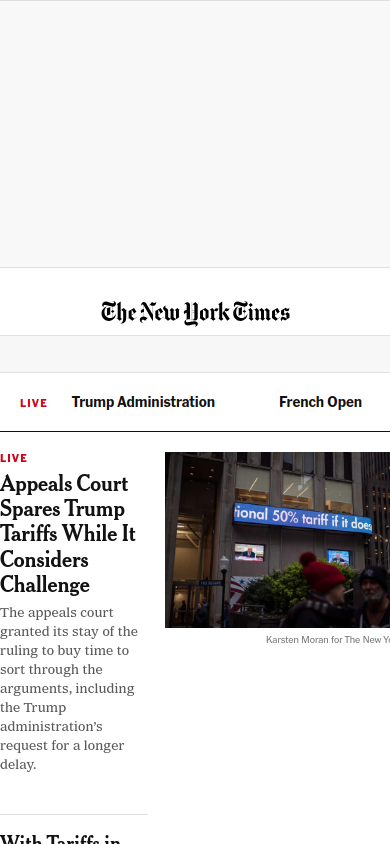 The New York Times
LIVE Trump Administration French Open
LIVE
Appeals Court
Spares Trump
Tariffs While It
Considers
Challenge
The appeals court
granted its stay of the
ruling to buy time to
sort through the
arguments, including
the Trump
administration's
request for a longer
delay.
ional 50% tariff if it does
Karsten Moran for The New Yo
With Tariffs in